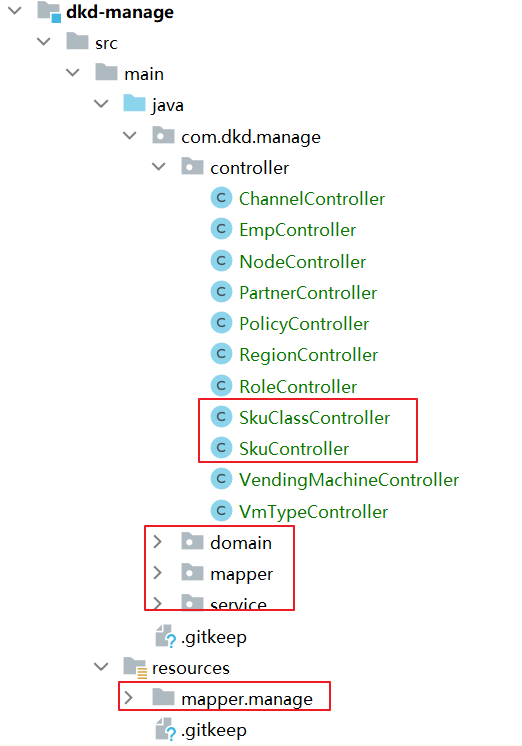 dkd-manage
src
main
java
com.dkd.manage
controller
ChannelController
EmpController
NodeController
PartnerController
PolicyController
RegionController
RoleController
SkuClassController
SkuController
VendingMachineController
VmTypeController
domain
mapper
service
.gitkeep
resources
mapper.manage
.gitkeep